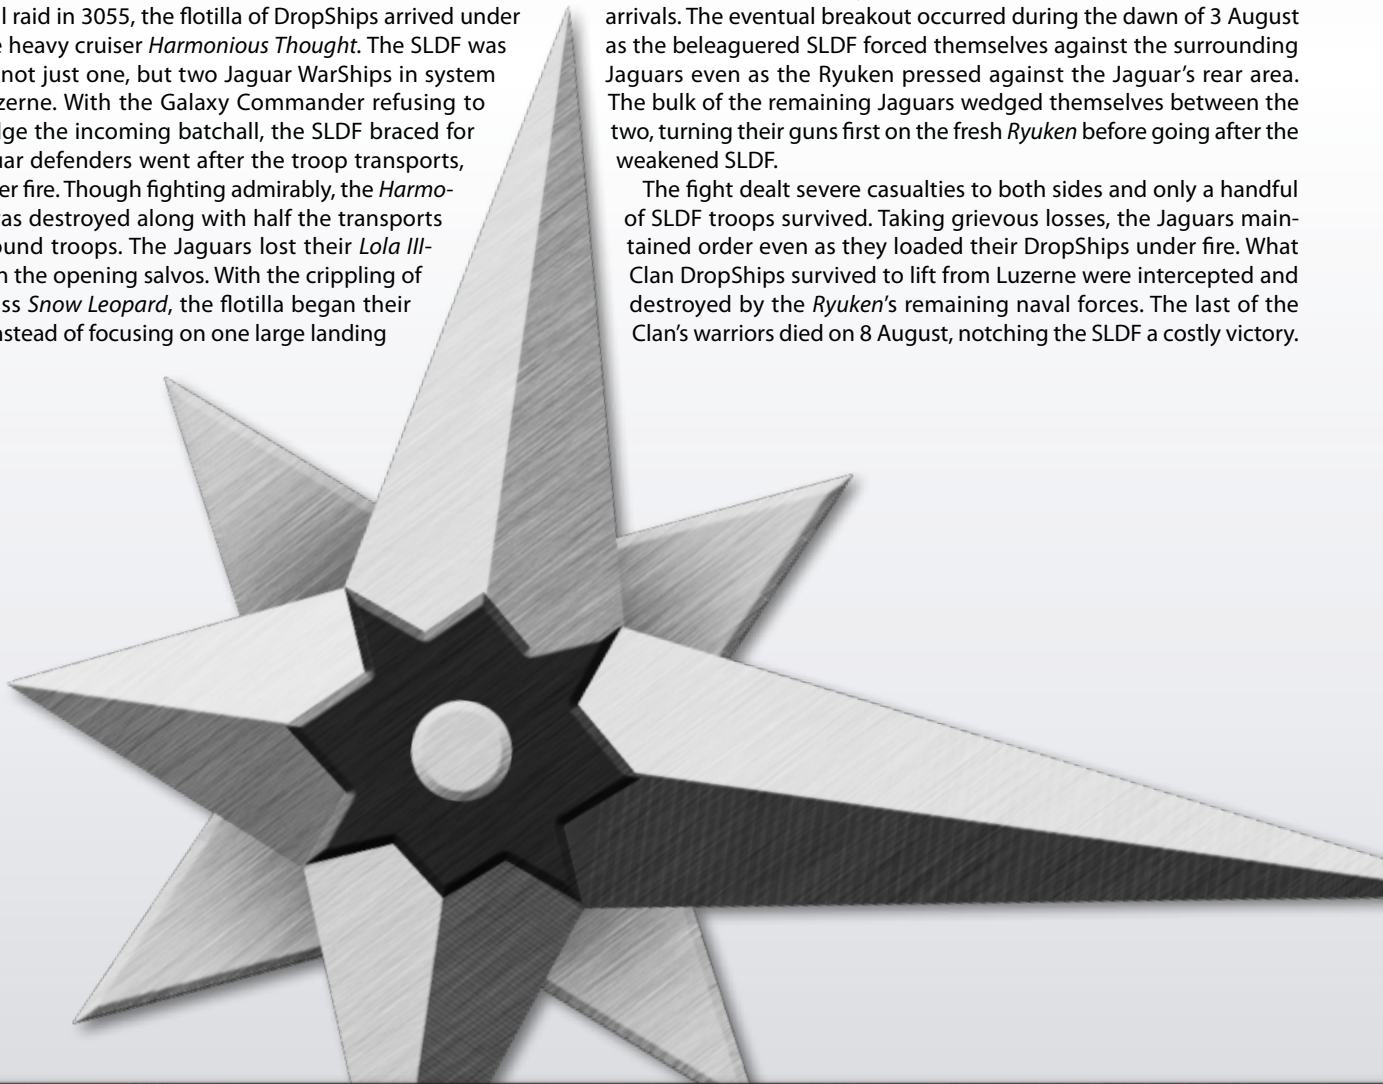 l raid in 3055, the flotilla of DropShips arrived under
heavy cruiser Harmonious Thought. The SLDF was
not just one, but two Jaguar WarShips in system
zerne. With the Galaxy Commander refusing to
ge the incoming batchall, the SLDF braced for
ar defenders went after the troop transports,
er fire. Though fighting admirably, the Harmo-
as destroyed along with half the transports
ound troops. The Jaguars lost their Lola III-
n the opening salvos. With the crippling of
ss Snow Leopard, the flotilla began their
nstead of focusing on one large landing
arrivals. The eventual breakout occurred during the dawn of 3 August
as the beleaguered SLDF forced themselves against the surrounding
Jaguars even as the Ryuken pressed against the Jaguar’s rear area.
The bulk of the remaining Jaguars wedged themselves between the
two, turning their guns first on the fresh Ryuken before going after the
weakened SLDF.
The fight dealt severe casualties to both sides and only a handful
of SLDF troops survived. Taking grievous losses, the Jaguars main-
tained order even as they loaded their DropShips under fire. What
Clan DropShips survived to lift from Luzerne were intercepted and
destroyed by the Ryuken’s remaining naval forces. The last of the
Clan’s warriors died on 8 August, notching the SLDF a costly victory.